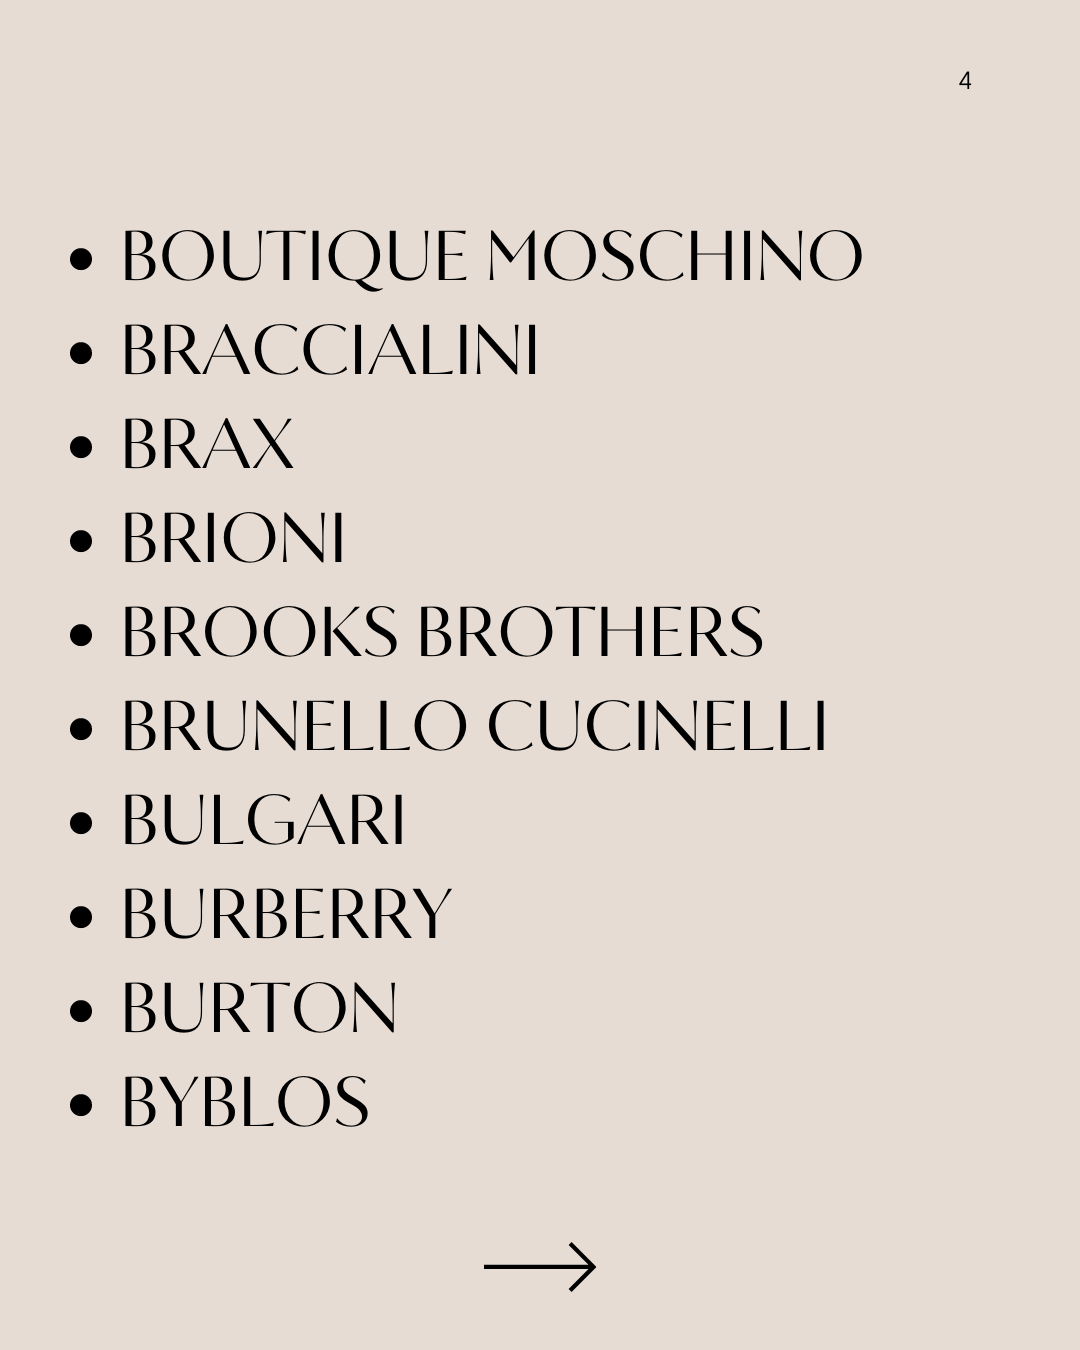 4
• BOUTIQUE MOSCHINO
• BRACCIALINI
• BRAX
• BRIONI
• BROOKS BROTHERS
• BRUNELLO CUCINELLI
• BULGARI
• BURBERRY
• BURTON
• BYBLOS